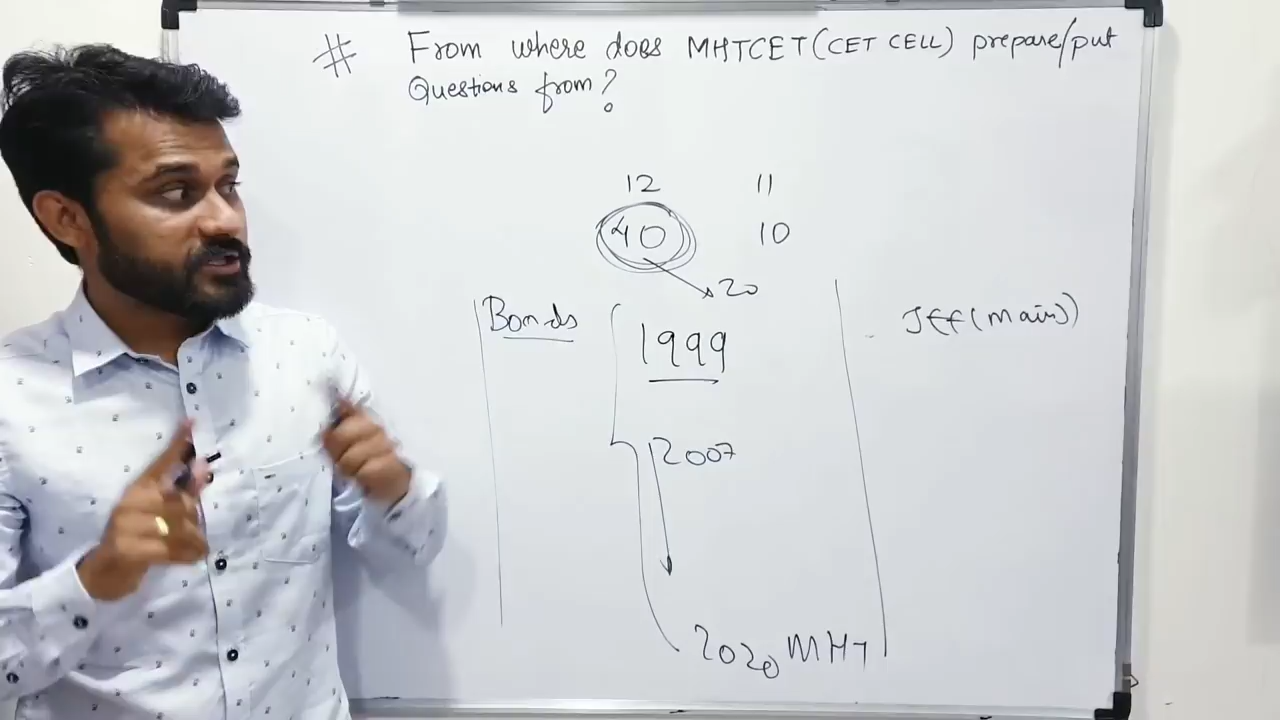 # From where does MHTCET (CET CELL) prepare/put
Questions from?
12 11
40 10
20
Bonds
1999
JEE (Main)
2007
2020 MHT